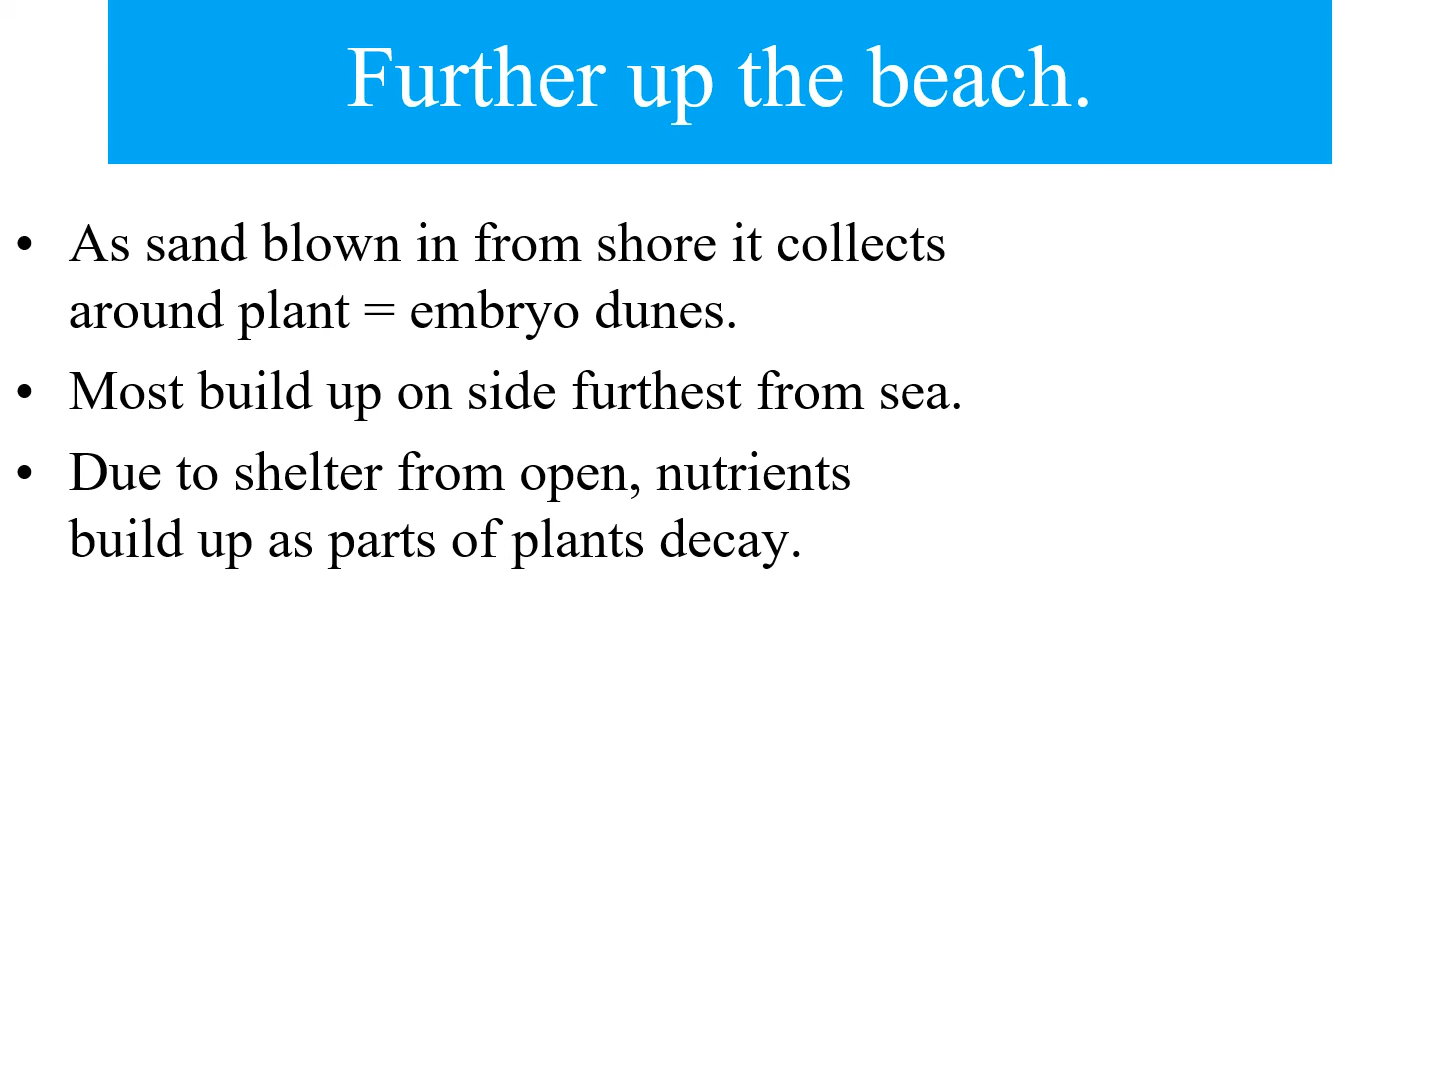 Further up the beach.
• As sand blown in from shore it collects
around plant = embryo dunes.
• Most build up on side furthest from sea.
• Due to shelter from open, nutrients
build up as parts of plants decay.